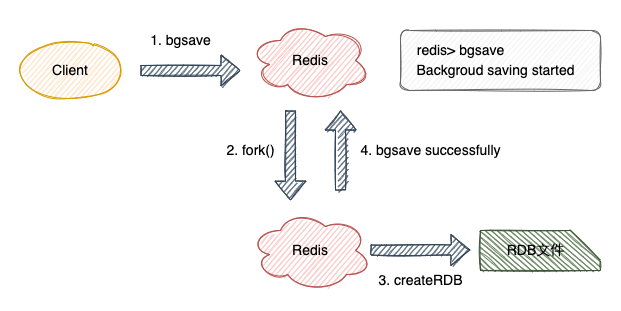 1. bgsave
Client
Redis
redis> bgsave
Backgroud saving started
2. fork()
4. bgsave successfully
Redis
RDB文件
3. createRDB